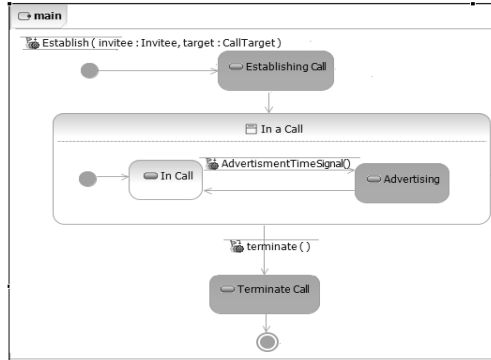 main
Establish ( invitee : Invitee, target : CallTarget )
Establishing Call
In a Call
AdvertismentTimeSignal()
In Call
Advertising
terminate ( )
Terminate Call